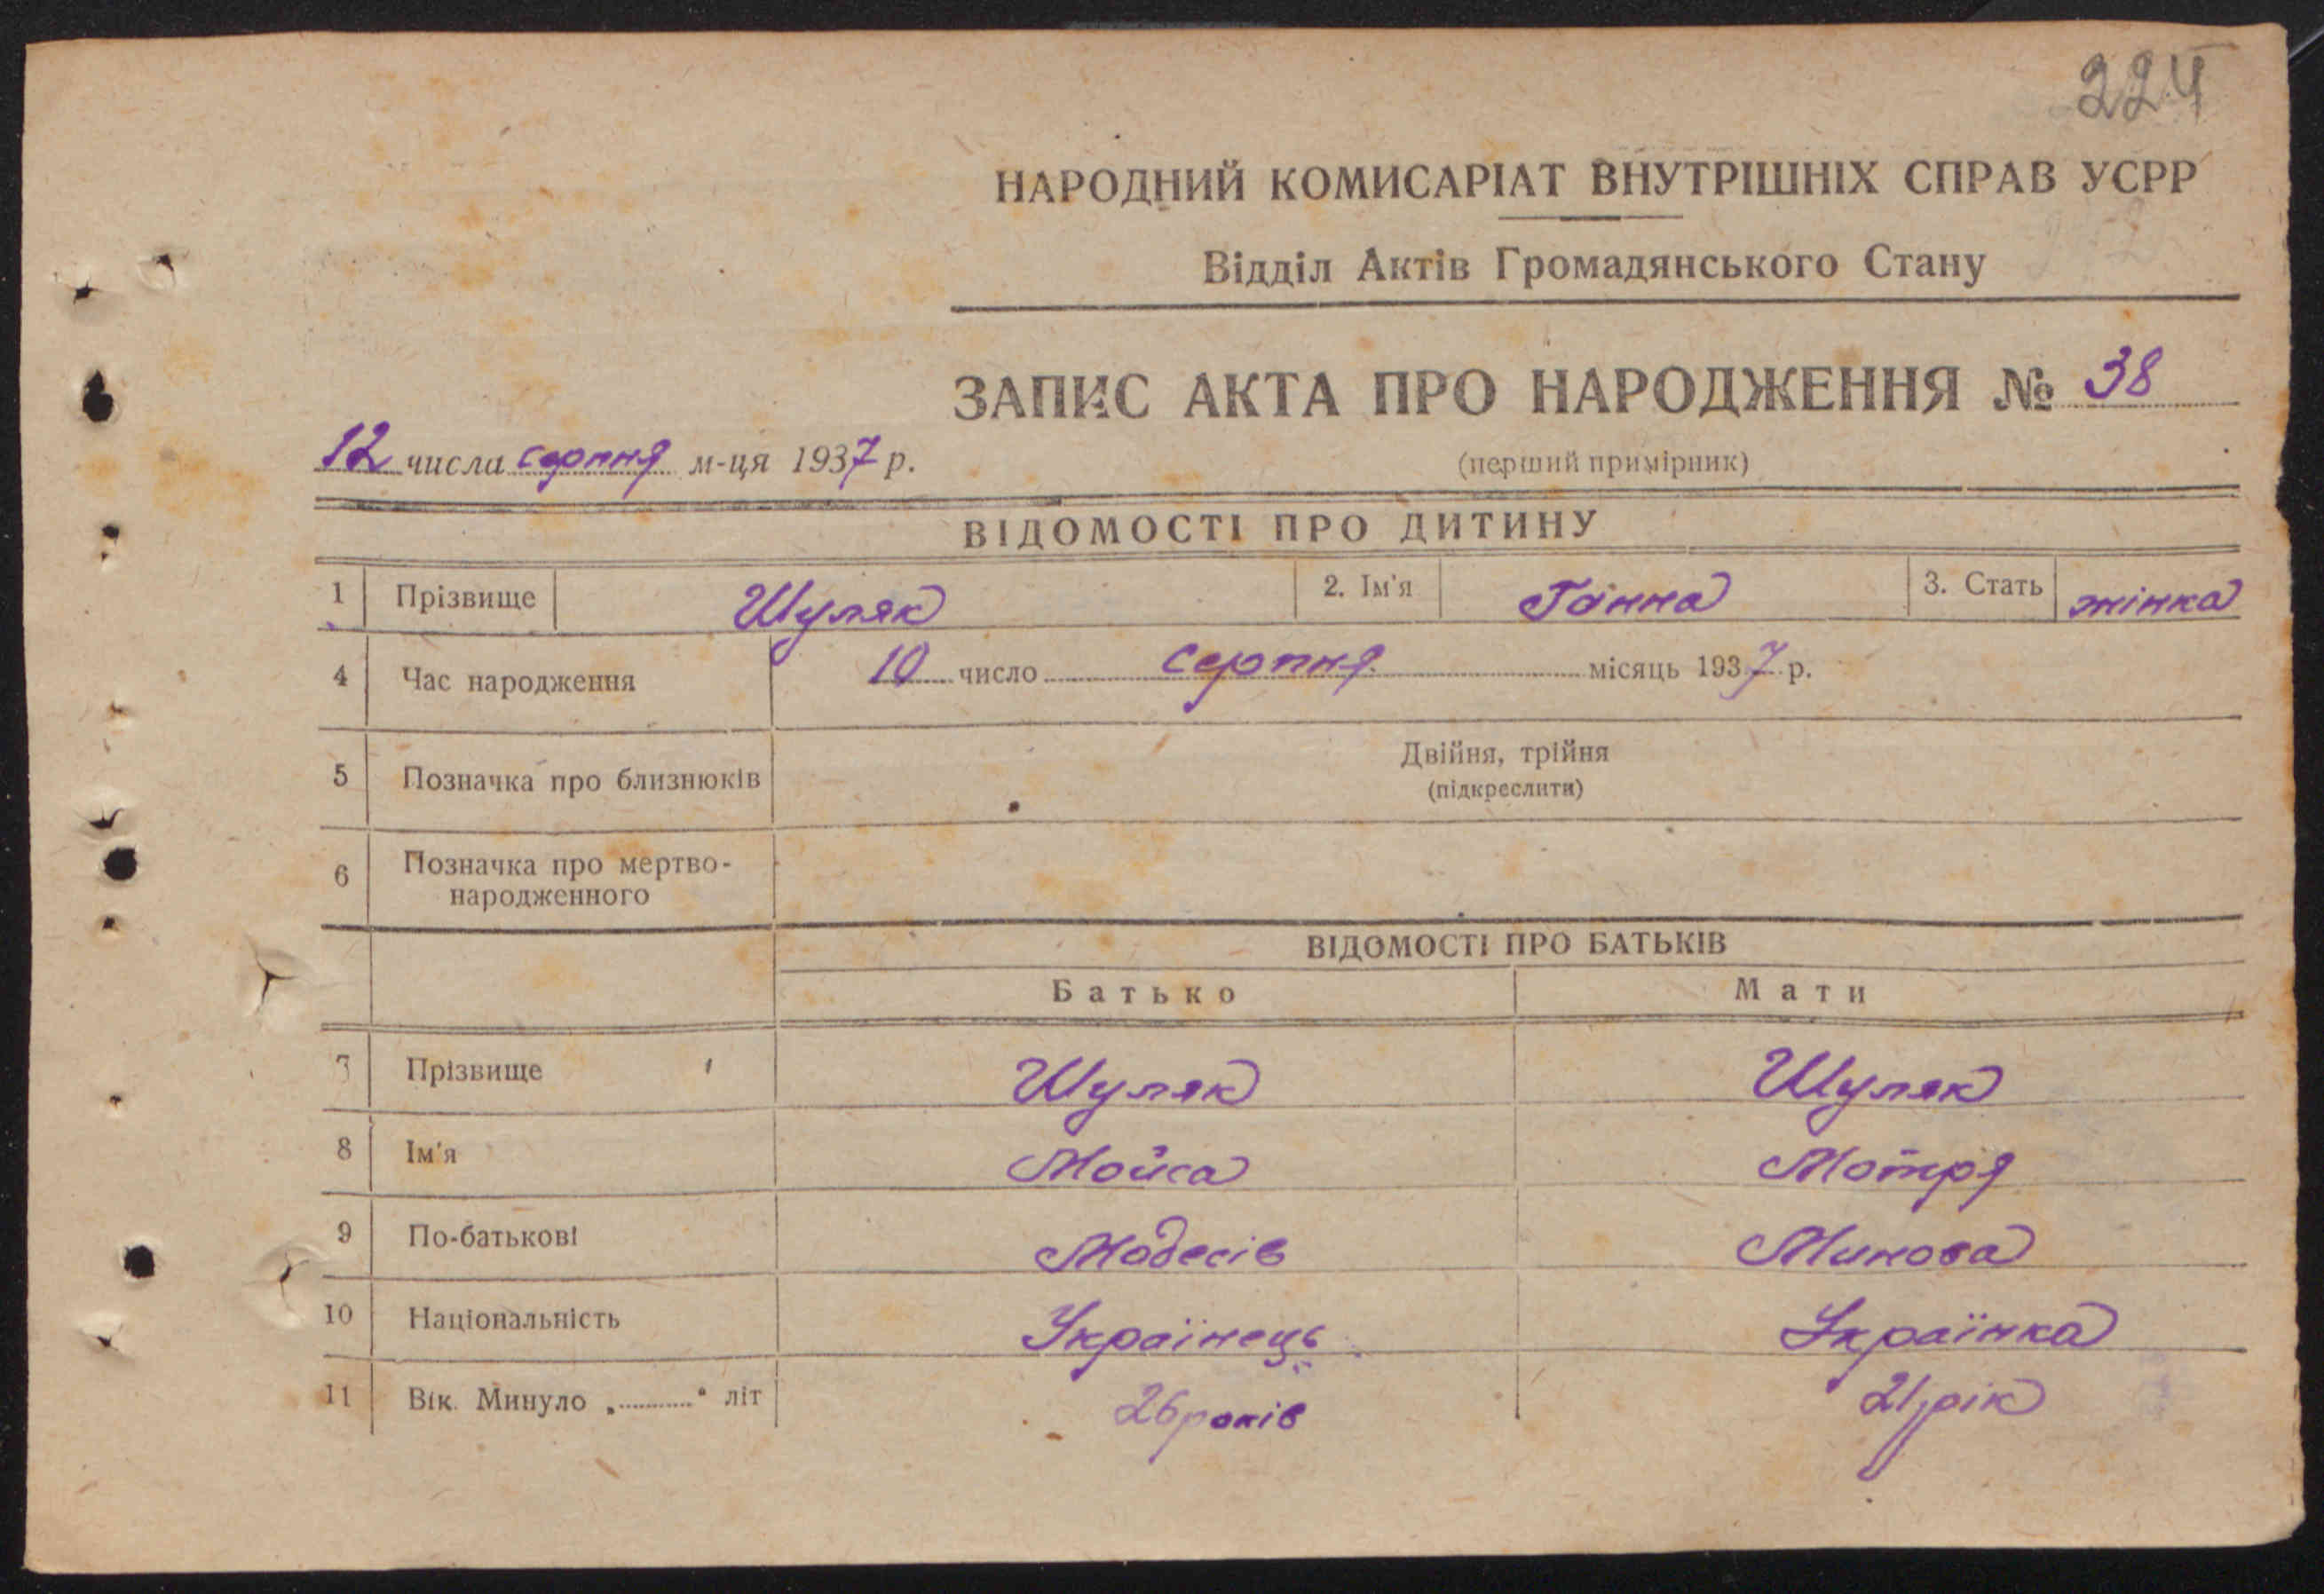 224
НАРОДНИЙ КОМИСАРІАТ ВНУТРІШНІХ СПРАВ УСРР
Відділ Актів Громадянського Стану
ЗАПИС АКТА ПРО НАРОДЖЕННЯ № 38
12 числа серпня м-ця 1937 р.
(перший примірник)
ВІДОМОСТІ ПРО ДИТИНУ
1 Прізвище Шуляк 2. Ім'я Ганна 3. Стать жінка
4 Час народження 10 число серпня місяць 1937 р.
5 Позначка про близнюків Двійня, трійня
(підкреслити)
6 Позначка про мертво-
народженного
ВІДОМОСТІ ПРО БАТЬКІВ
Батько Мати
7 Прізвище Шуляк Шуляк
8 Ім'я Мойса Мотря
9 По-батькові Модесів Минова
10 Національність Українець Українка
11 Вік. Минуло „..........“ літ 26 років 21 рік